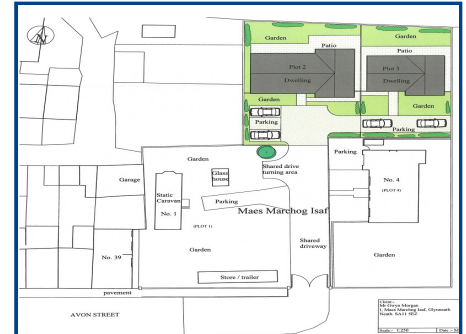 Garden
Garden
Patio
Patio
Plot 2
Dwelling
Plot 3
Dwelling
Garden
Garden
Parking
Parking
Garden
Shared drive
turning area
Parking
Garage
Glass
house
Static
Caravan
No. 1
Parking
No. 4
(PLOT 4)
Maes Marchog Isaf
(PLOT 1)
No. 39
Garden
Shared
driveway
Garden
Store / trailer
pavement
AVON STREET
Client:-
Mr Gwyn Morgan
1, Maes Marchog Isaf, Glynneath
Neath. SA11 5EZ
Scale:- 1:250
Date:- M